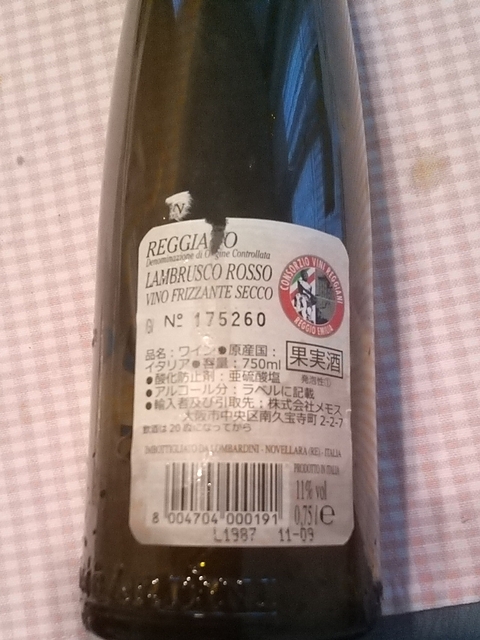 N
REGGIANO
Denominazione di Origine Controllata
LAMBRUSCO ROSSO
VINO FRIZZANTE SECCO
CONSORZIO VINI REGGIANI
REGGIO EMILIA
Nº 175260
品名:ワイン●原産国:
イタリア●容量:750ml
果実酒
発泡性①
●酸化防止剤:亜硫酸塩
●アルコール分:ラベルに記載
●輸入者及び引取先:株式会社メモス
大阪市中央区南久宝寺町2-2-7
飲酒は20歳になってから
IMBOTTIGLIATO DA LOMBARDINI - NOVELLARA (RE) - ITALIA
PRODOTTO IN ITALIA
11% vol
0,75l e
8 004704 000191
L1987 11-09